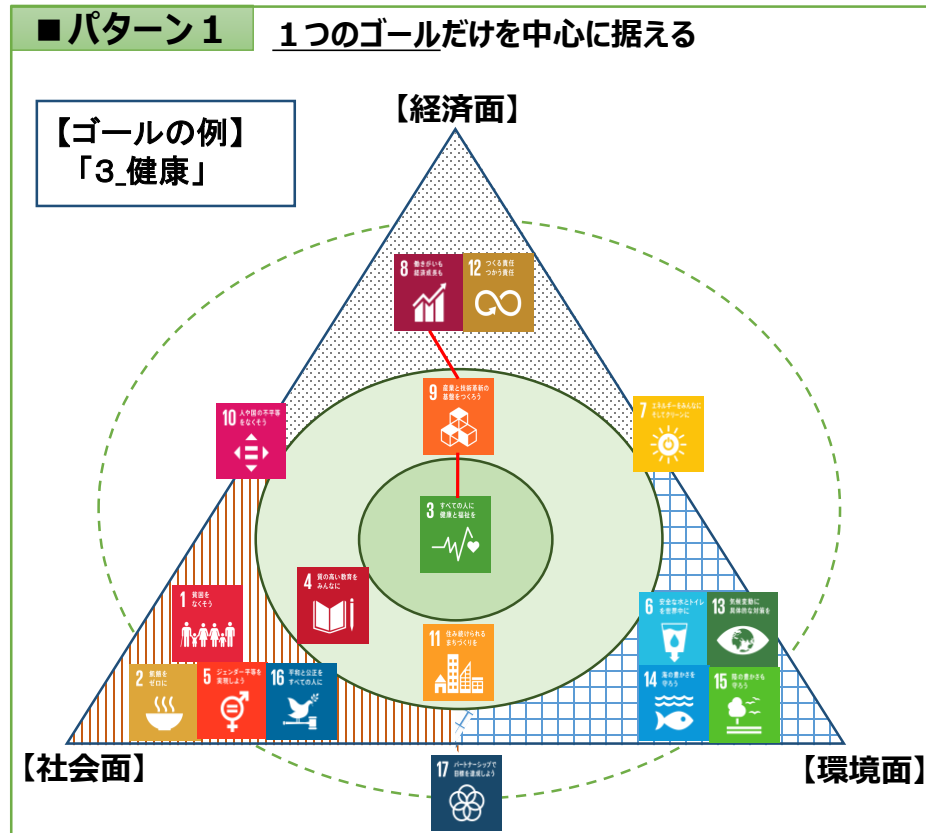 ■パターン１
１つのゴールだけを中心に据える
【経済面】
【ゴールの例】
「３_健康」
8 働きがいも
経済成長も
12 つくる責任
つかう責任
9 産業と技術革新の
基盤をつくろう
10 人や国の不平等
をなくそう
7 エネルギーをみんなに
そしてクリーンに
3 すべての人に
健康と福祉を
4 質の高い教育を
みんなに
1 貧困を
なくそう
6 安全な水とトイレ
を世界中に
13 気候変動に
具体的な対策を
11 住み続けられる
まちづくりを
2 飢餓を
ゼロに
5 ジェンダー平等を
実現しよう
16 平和と公正を
すべての人に
14 海の豊かさを
守ろう
15 陸の豊かさも
守ろう
【社会面】
【環境面】
17 パートナーシップで
目標を達成しよう